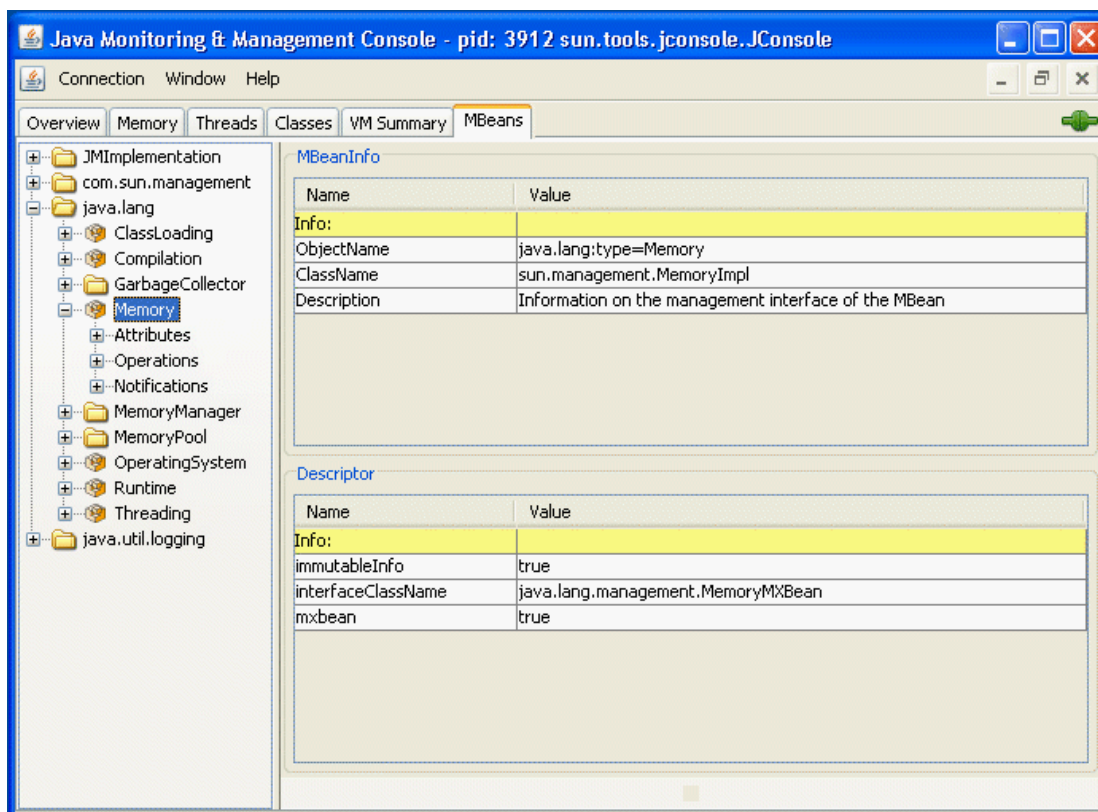 Java Monitoring & Management Console - pid: 3912 sun.tools.jconsole.JConsole
Connection Window Help
Overview Memory Threads Classes VM Summary MBeans
JMImplementation
com.sun.management
java.lang
ClassLoading
Compilation
GarbageCollector
Memory
Attributes
Operations
Notifications
MemoryManager
MemoryPool
OperatingSystem
Runtime
Threading
java.util.logging
MBeanInfo
Name Value
Info:
ObjectName java.lang:type=Memory
ClassName sun.management.MemoryImpl
Description Information on the management interface of the MBean
Descriptor
Name Value
Info:
immutableInfo true
interfaceClassName java.lang.management.MemoryMXBean
mxbean true